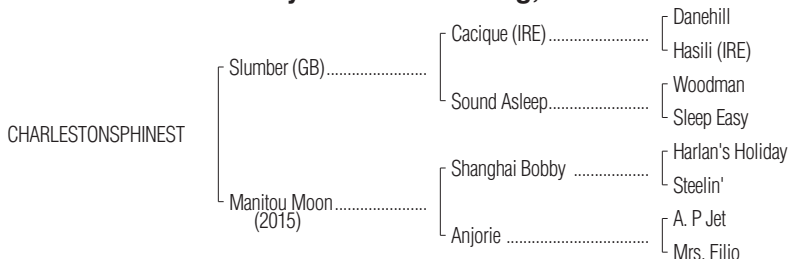 CHARLESTONSPHINEST
Slumber (GB)........................
Manitou Moon......................
(2015)
Cacique (IRE)........................
Sound Asleep........................
Shanghai Bobby ..................
Anjorie ..................................
Danehill
Hasili (IRE)
Woodman
Sleep Easy
Harlan's Holiday
Steelin'
A. P Jet
Mrs. Filio